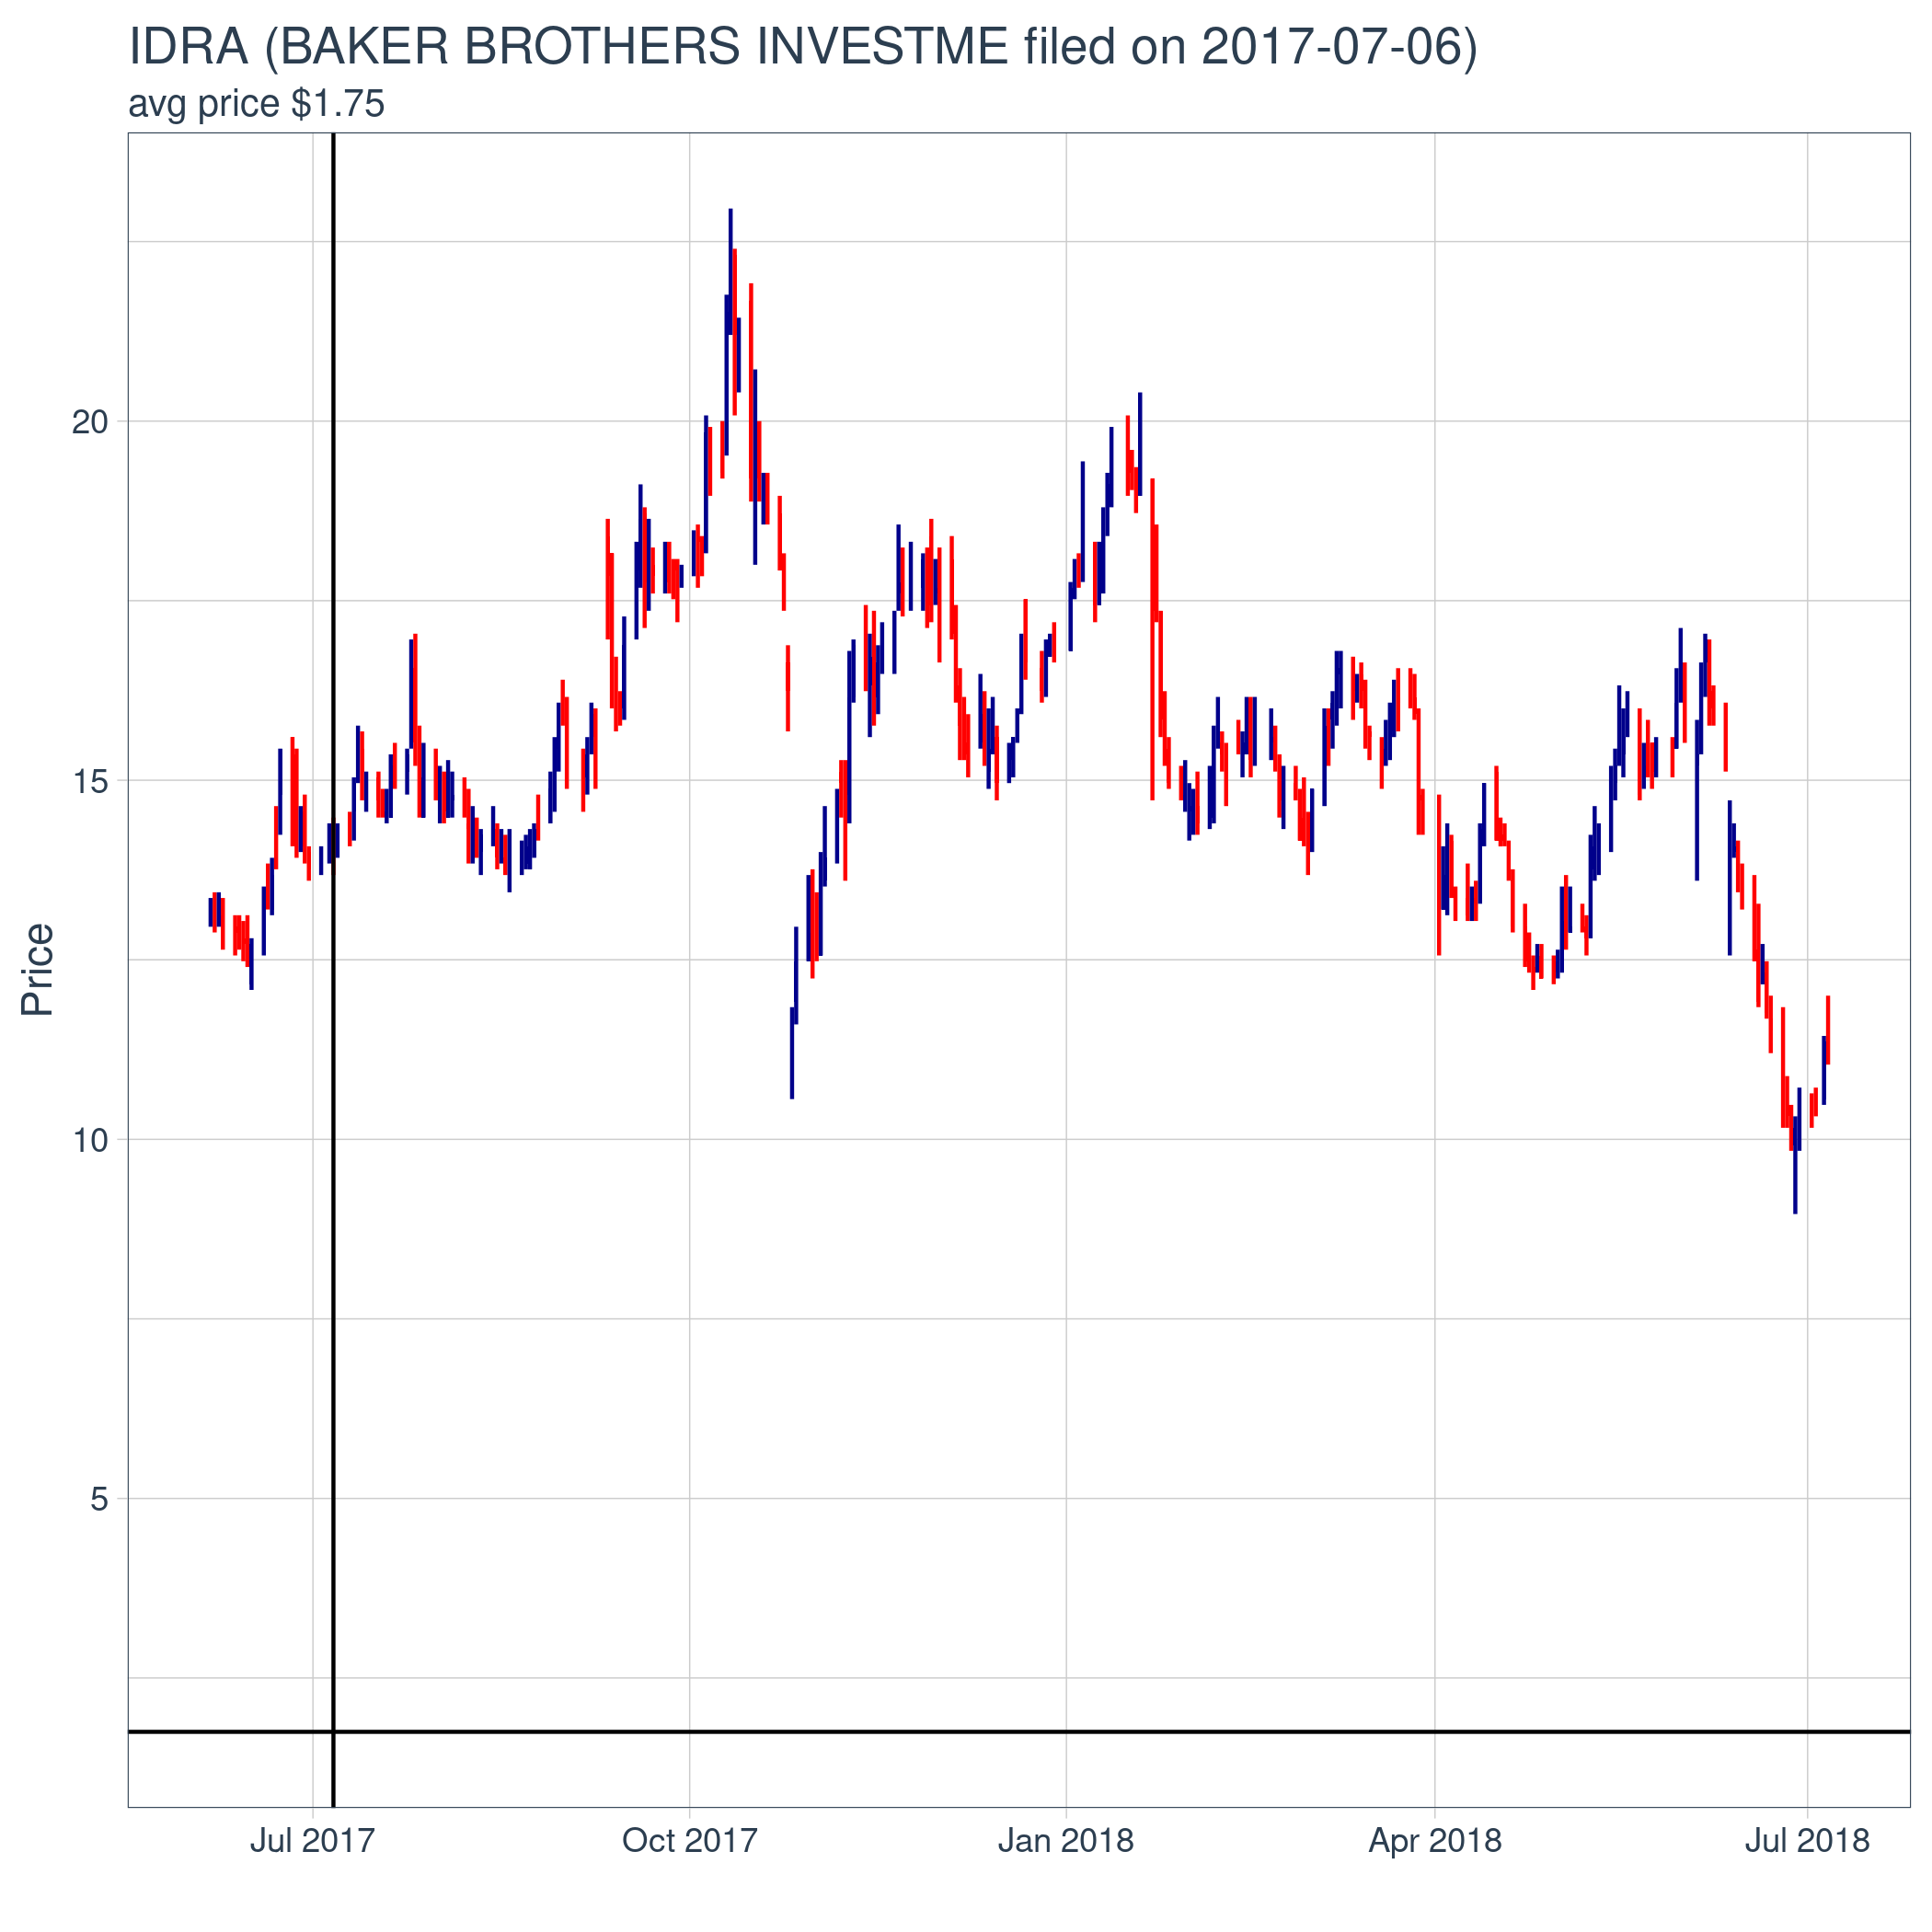 IDRA (BAKER BROTHERS INVESTME filed on 2017-07-06)
avg price $1.75
Price
20
15
10
5
Jul 2017
Oct 2017
Jan 2018
Apr 2018
Jul 2018